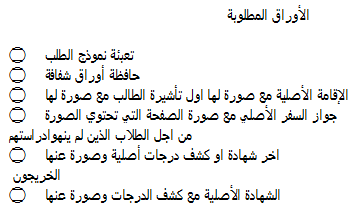 الأوراق المطلوبة
تعبئة نموذج الطلب
حافظة أوراق شفافة
الإقامة الأصلية مع صورة لها اول تأشيرة الطالب مع صورة لها
جواز السفر الأصلي مع صورة الصفحة التي تحتوي الصورة
من اجل الطلاب الذين لم ينهوادراستهم
اخر شهادة او كشف درجات أصلية وصورة عنها
الخريجون
الشهادة الأصلية مع كشف الدرجات وصورة عنها